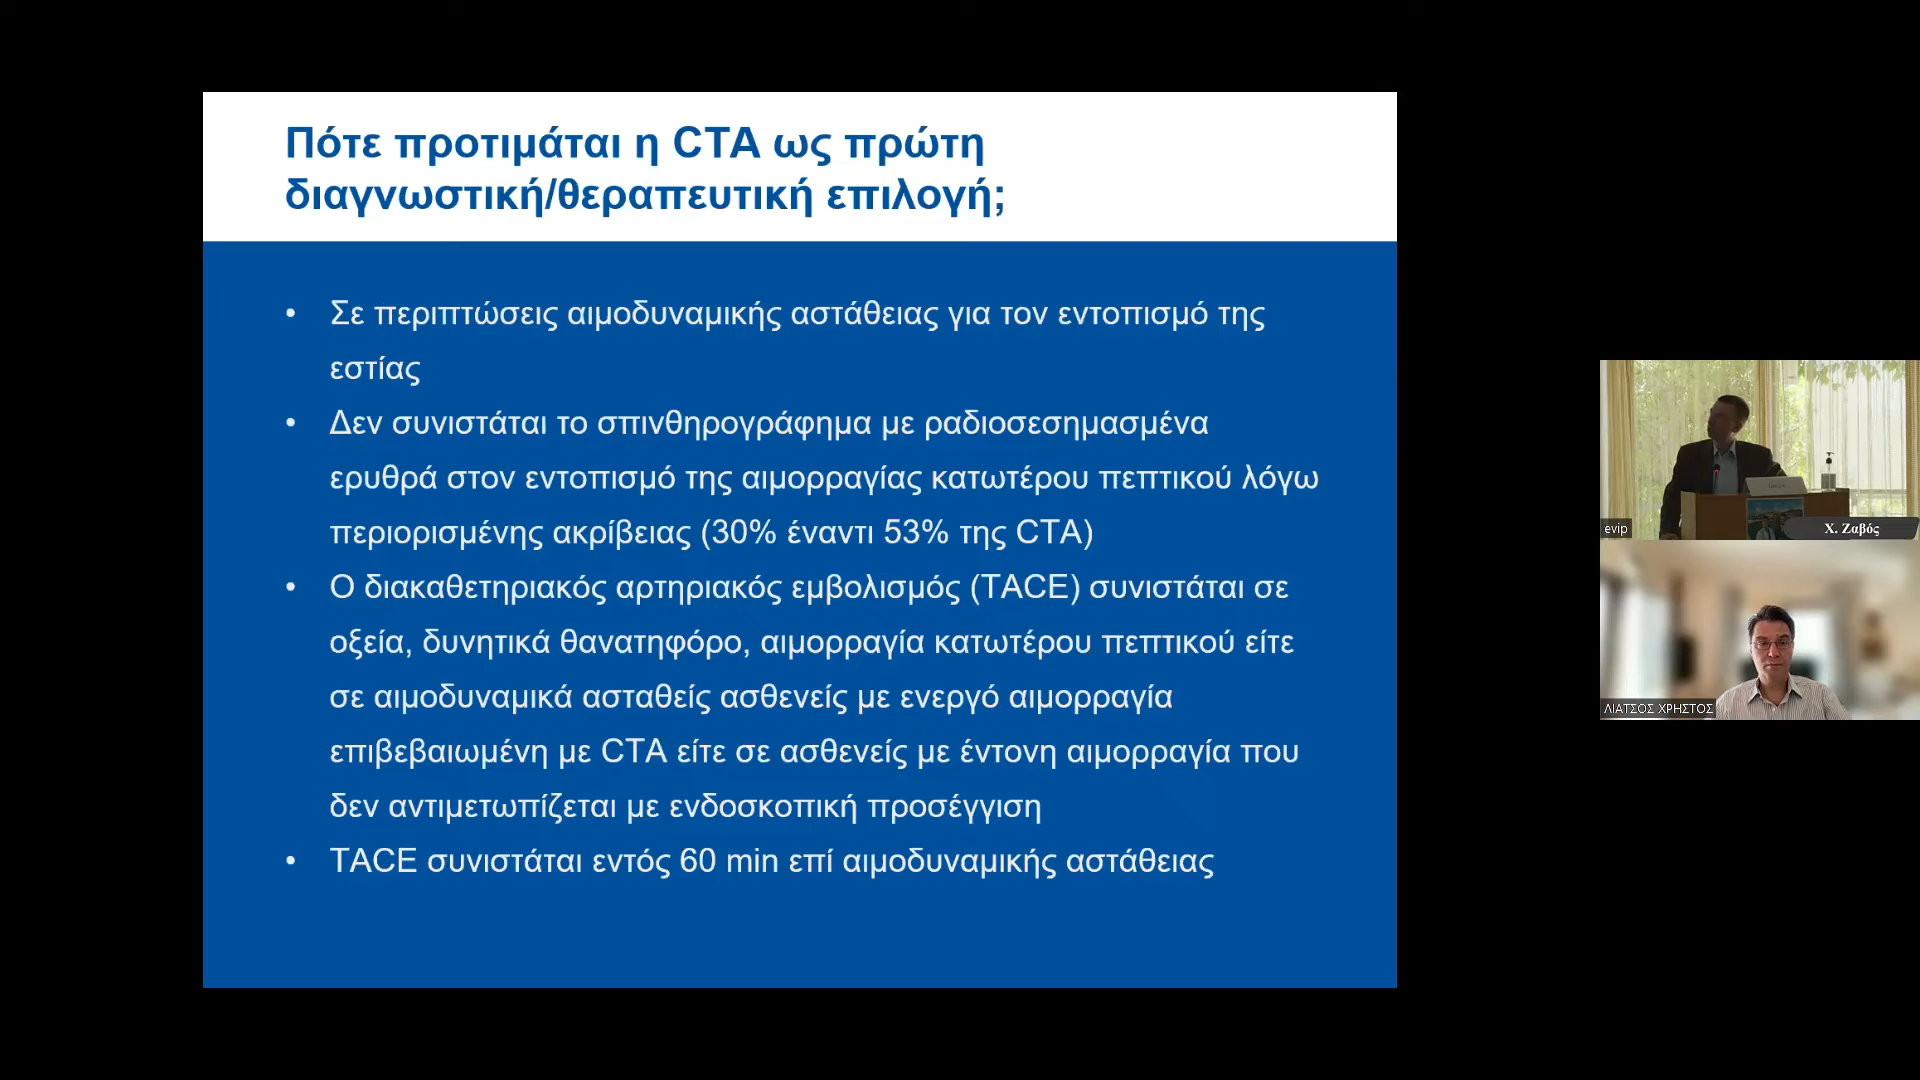 Πότε προτιμάται η CTA ως πρώτη
διαγνωστική/θεραπευτική επιλογή;
• Σε περιπτώσεις αιμοδυναμικής αστάθειας για τον εντοπισμό της
εστίας
• Δεν συνιστάται το σπινθηρογράφημα με ραδιοσεσημασμένα
ερυθρά στον εντοπισμό της αιμορραγίας κατωτέρου πεπτικού λόγω
περιορισμένης ακρίβειας (30% έναντι 53% της CTA)
• Ο διακαθετηριακός αρτηριακός εμβολισμός (TACE) συνιστάται σε
οξεία, δυνητικά θανατηφόρο, αιμορραγία κατωτέρου πεπτικού είτε
σε αιμοδυναμικά ασταθείς ασθενείς με ενεργό αιμορραγία
επιβεβαιωμένη με CTA είτε σε ασθενείς με έντονη αιμορραγία που
δεν αντιμετωπίζεται με ενδοσκοπική προσέγγιση
• TACE συνιστάται εντός 60 min επί αιμοδυναμικής αστάθειας
evip
Χ. Ζαβός
ΛΙΑΤΣΟΣ ΧΡΗΣΤΟΣ